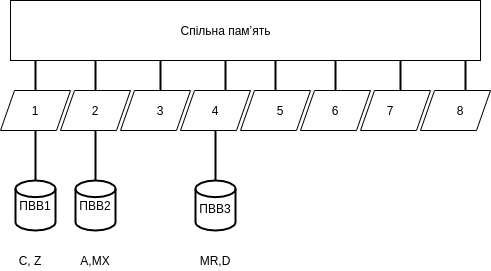 Спільна пам'ять
1 2 3 4 5 6 7 8
ПВВ1 ПВВ2 ПВВ3
C, Z A,MX MR,D